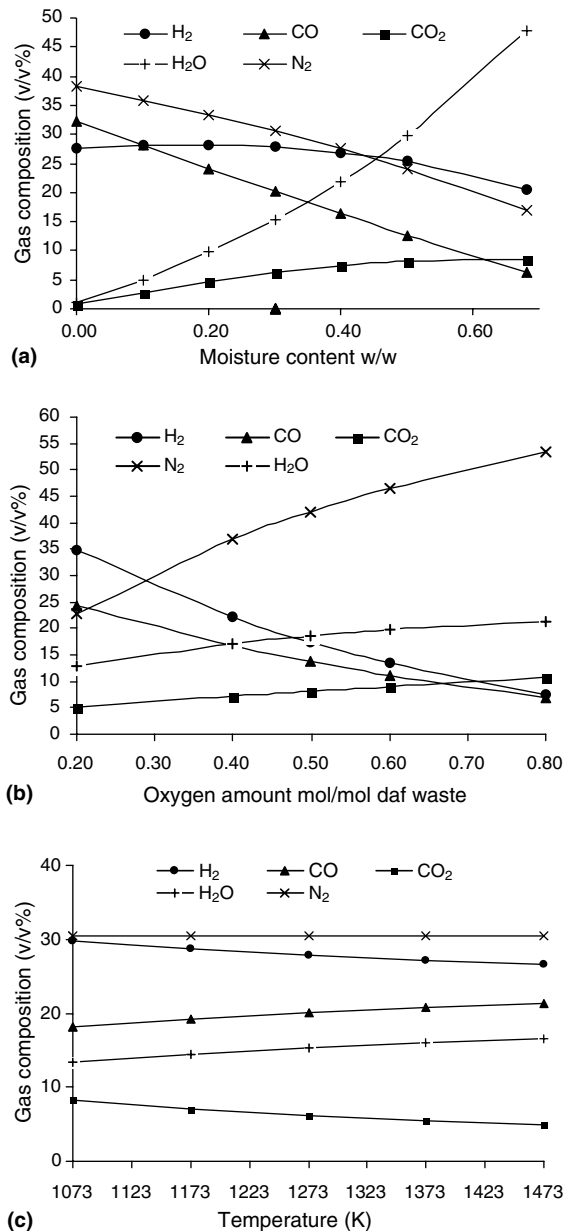 50
45
40
35
30
25
20
15
10
5
0
Gas composition (v/v%)
H₂ CO CO₂
H₂O N₂
0.00 0.20 0.40 0.60
(a) Moisture content w/w
60
55
50
45
40
35
30
25
20
15
10
5
0
Gas composition (v/v%)
H₂ CO CO₂
N₂ H₂O
0.20 0.30 0.40 0.50 0.60 0.70 0.80
(b) Oxygen amount mol/mol daf waste
40
30
20
10
0
Gas composition (v/v%)
H₂ CO CO₂
H₂O N₂
1073 1123 1173 1223 1273 1323 1373 1423 1473
(c) Temperature (K)